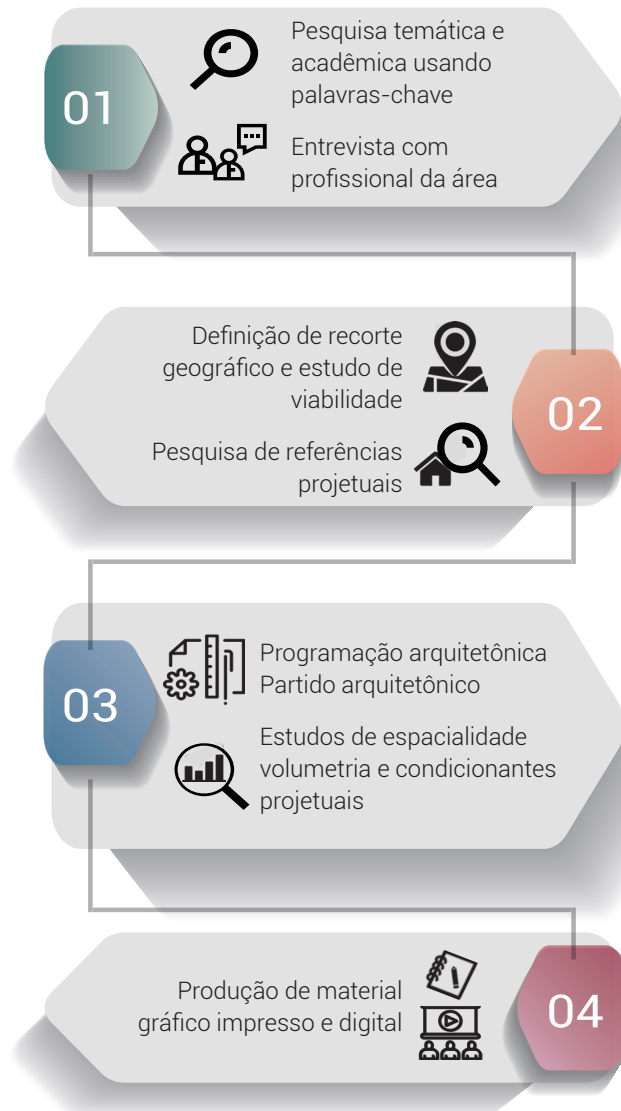 01
Pesquisa temática e
acadêmica usando
palavras-chave
Entrevista com
profissional da área
Definição de recorte
geográfico e estudo de
viabilidade
02
Pesquisa de referências
projetuais
03
Programação arquitetônica
Partido arquitetônico
Estudos de espacialidade
volumetria e condicionantes
projetuais
Produção de material
gráfico impresso e digital
04